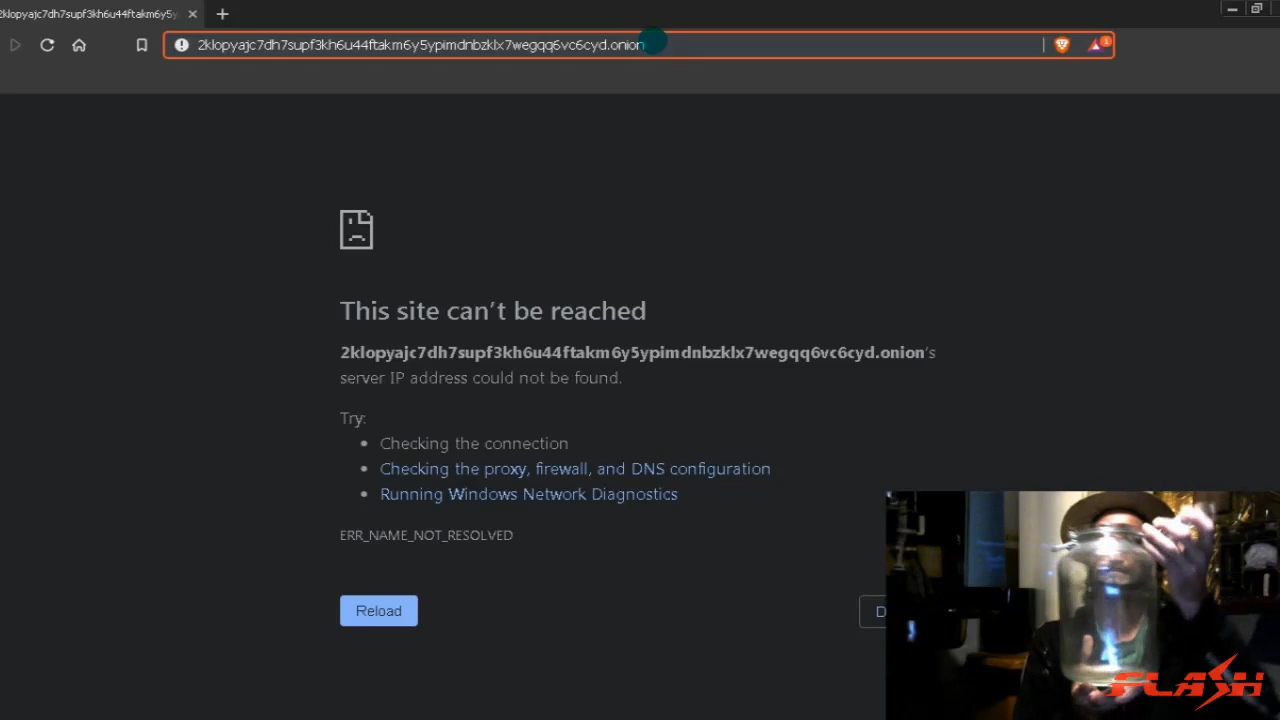 2klopyajc7dh7supf3kh6u44ftakm6y5y
2klopyajc7dh7supf3kh6u44ftakm6y5ypimdnbzklx7wegqq6vc6cyd.onion
1
This site can't be reached
2klopyajc7dh7supf3kh6u44ftakm6y5ypimdnbzklx7wegqq6vc6cyd.onion's
server IP address could not be found.
Try:
• Checking the connection
• Checking the proxy, firewall, and DNS configuration
• Running Windows Network Diagnostics
ERR_NAME_NOT_RESOLVED
Reload
D
FLASH